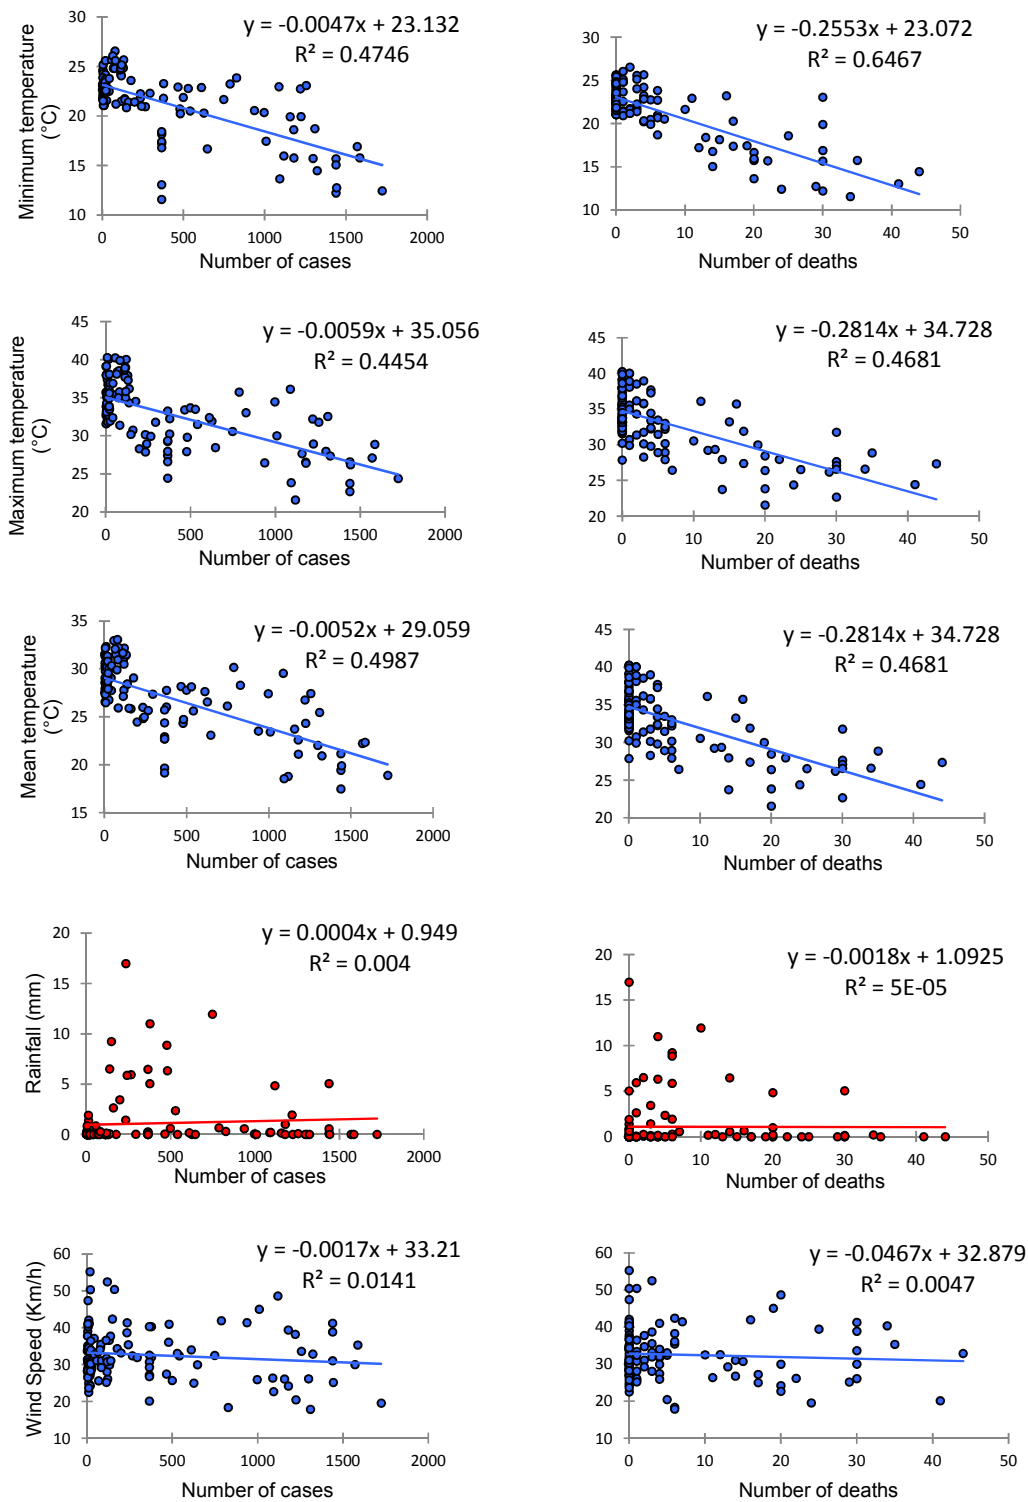 y = -0.0047x + 23.132
R² = 0.4746
Minimum temperature
(°C)
30
25
20
15
10
0 500 1000 1500 2000
Number of cases
y = -0.2553x + 23.072
R² = 0.6467
30
25
20
15
10
0 10 20 30 40 50
Number of deaths
y = -0.0059x + 35.056
R² = 0.4454
Maximum temperature
(°C)
45
40
35
30
25
20
0 500 1000 1500 2000
Number of cases
y = -0.2814x + 34.728
R² = 0.4681
45
40
35
30
25
20
0 10 20 30 40 50
Number of deaths
y = -0.0052x + 29.059
R² = 0.4987
Mean temperature
(°C)
35
30
25
20
15
0 500 1000 1500 2000
Number of cases
y = -0.2814x + 34.728
R² = 0.4681
45
40
35
30
25
20
0 10 20 30 40 50
Number of deaths
y = 0.0004x + 0.949
R² = 0.004
Rainfall (mm)
20
15
10
5
0
0 500 1000 1500 2000
Number of cases
y = -0.0018x + 1.0925
R² = 5E-05
20
15
10
5
0
0 10 20 30 40 50
Number of deaths
y = -0.0017x + 33.21
R² = 0.0141
Wind Speed (Km/h)
60
50
40
30
20
10
0 500 1000 1500 2000
Number of cases
y = -0.0467x + 32.879
R² = 0.0047
60
50
40
30
20
10
0 10 20 30 40 50
Number of deaths